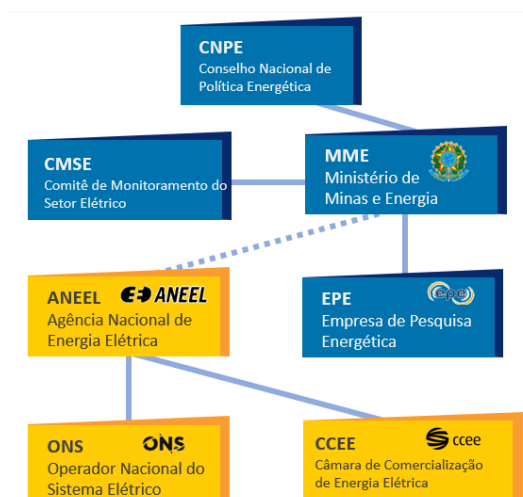 CNPE
Conselho Nacional de
Política Energética
CMSE
Comitê de Monitoramento do
Setor Elétrico
MME
Ministério de
Minas e Energia
ANEEL ANEEL
Agência Nacional de
Energia Elétrica
EPE epe
Empresa de Pesquisa
Energética
ONS ONS
Operador Nacional do
Sistema Elétrico
CCEE ccee
Câmara de Comercialização
de Energia Elétrica